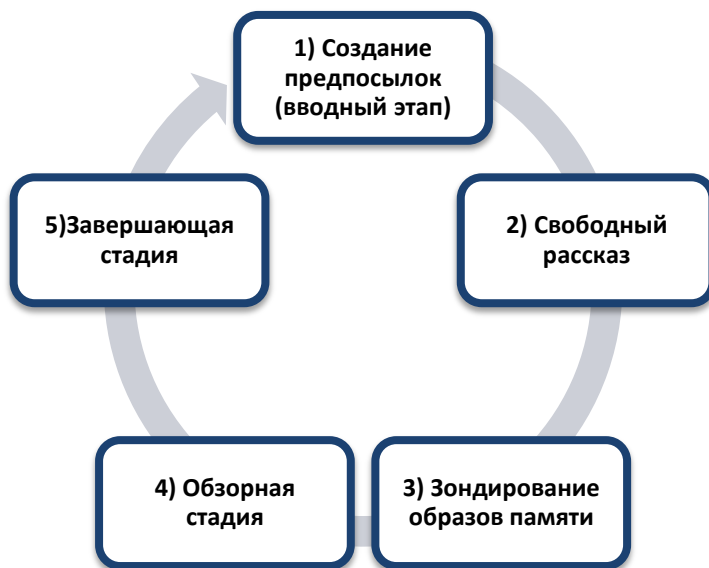 1) Создание
предпосылок
(вводный этап)
2) Свободный
рассказ
3) Зондирование
образов памяти
4) Обзорная
стадия
5)Завершающая
стадия